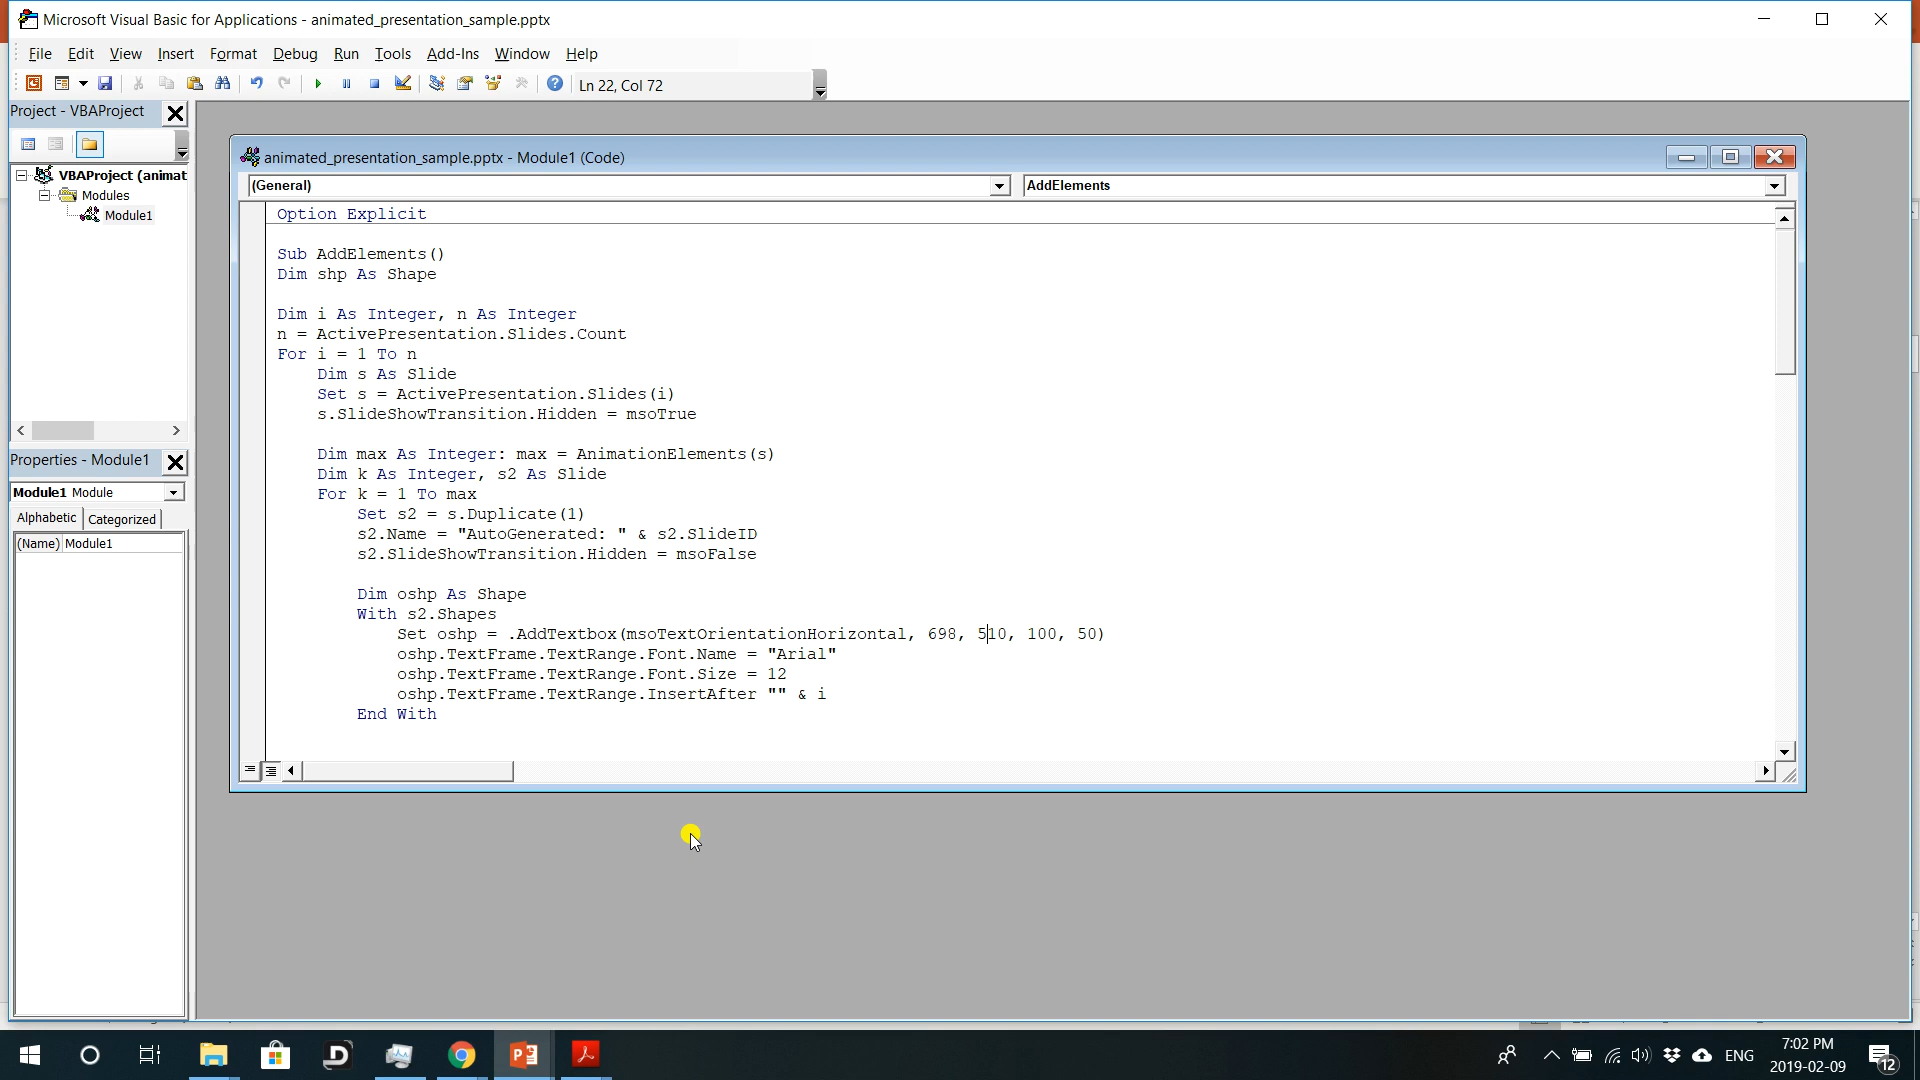 Microsoft Visual Basic for Applications - animated_presentation_sample.pptx
File Edit View Insert Format Debug Run Tools Add-Ins Window Help
Ln 22, Col 72
Project - VBAProject
VBAProject (animat
Modules
Module1
Properties - Module1
Module1 Module
Alphabetic Categorized
(Name) Module1
animated_presentation_sample.pptx - Module1 (Code)
(General) AddElements
Option Explicit
Sub AddElements()
Dim shp As Shape
Dim i As Integer, n As Integer
n = ActivePresentation.Slides.Count
For i = 1 To n
Dim s As Slide
Set s = ActivePresentation.Slides(i)
s.SlideShowTransition.Hidden = msoTrue
Dim max As Integer: max = AnimationElements(s)
Dim k As Integer, s2 As Slide
For k = 1 To max
Set s2 = s.Duplicate(1)
s2.Name = "AutoGenerated: " & s2.SlideID
s2.SlideShowTransition.Hidden = msoFalse
Dim oshp As Shape
With s2.Shapes
Set oshp = .AddTextbox(msoTextOrientationHorizontal, 698, 510, 100, 50)
oshp.TextFrame.TextRange.Font.Name = "Arial"
oshp.TextFrame.TextRange.Font.Size = 12
oshp.TextFrame.TextRange.InsertAfter "" & i
End With
ENG
7:02 PM
2019-02-09
12